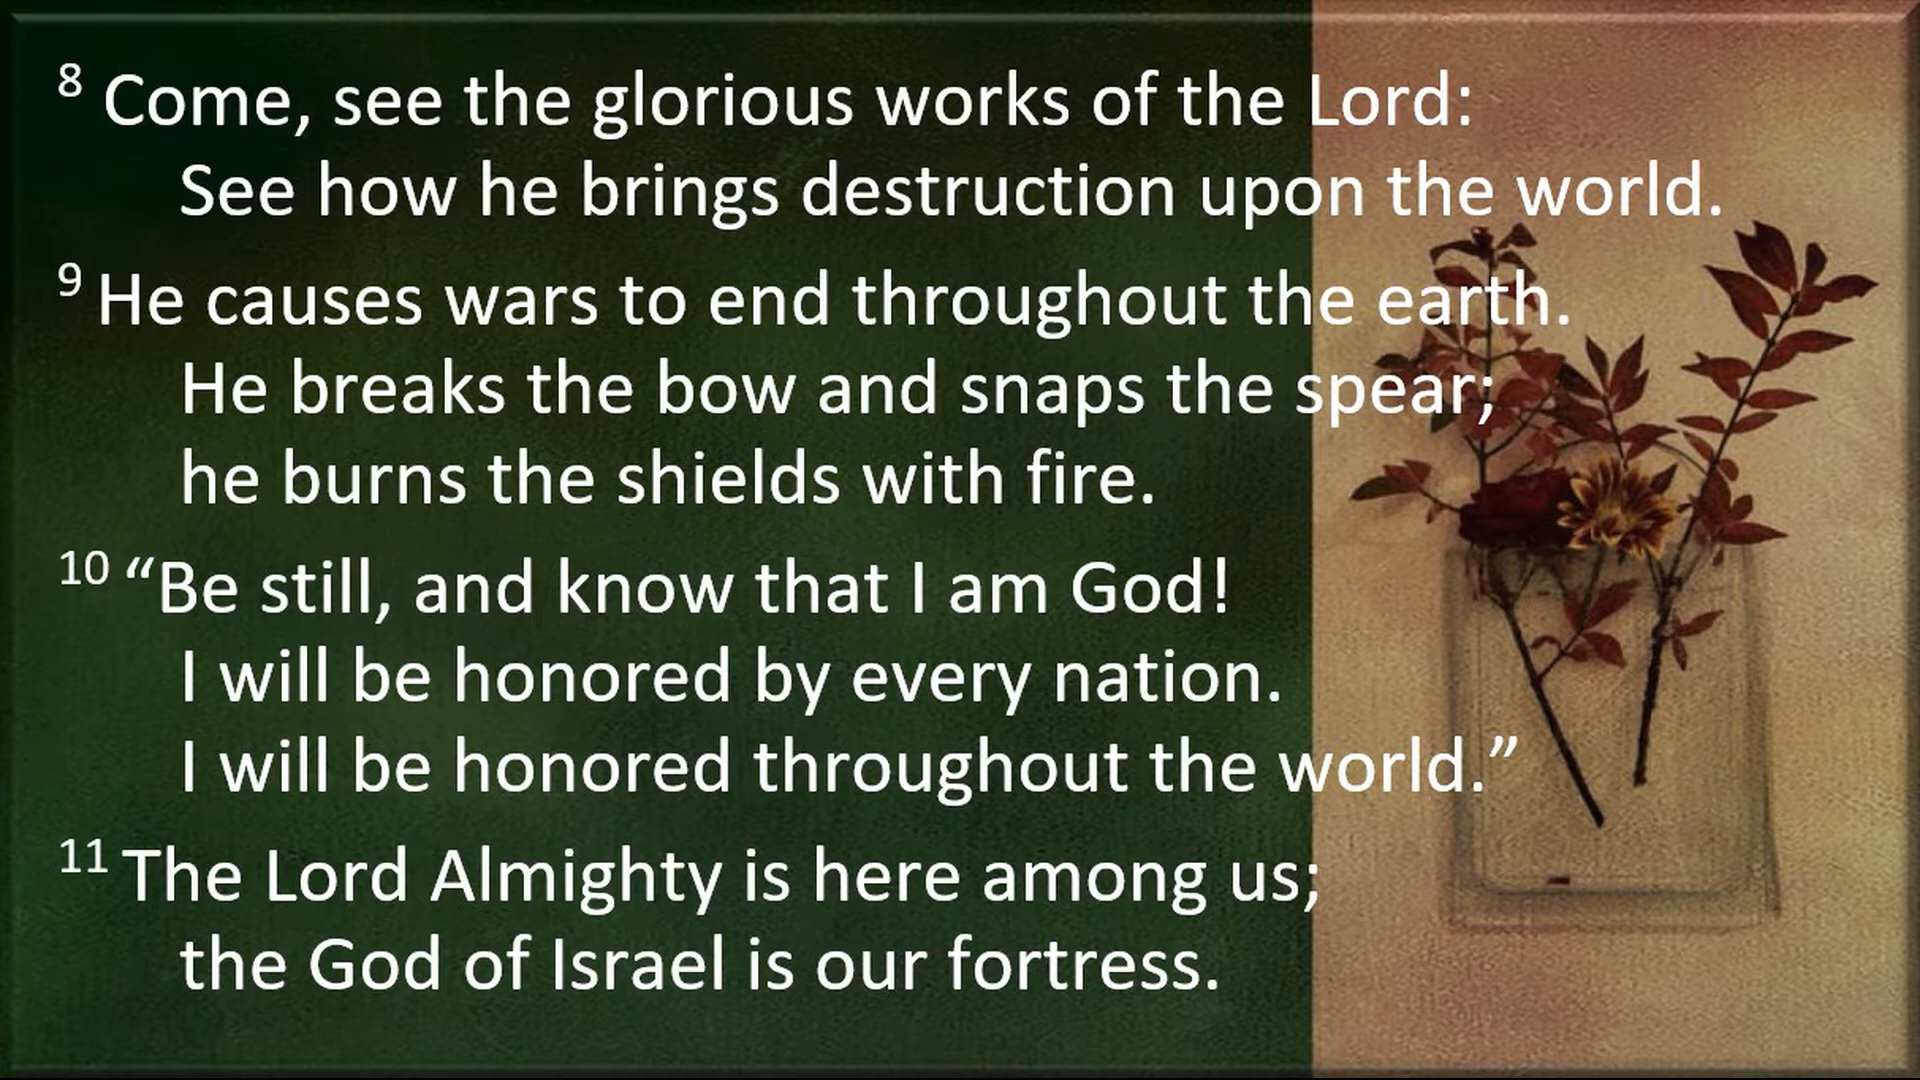 8 Come, see the glorious works of the Lord:
See how he brings destruction upon the world.
9 He causes wars to end throughout the earth.
He breaks the bow and snaps the spear;
he burns the shields with fire.
10 “Be still, and know that I am God!
I will be honored by every nation.
I will be honored throughout the world.”
11 The Lord Almighty is here among us;
the God of Israel is our fortress.